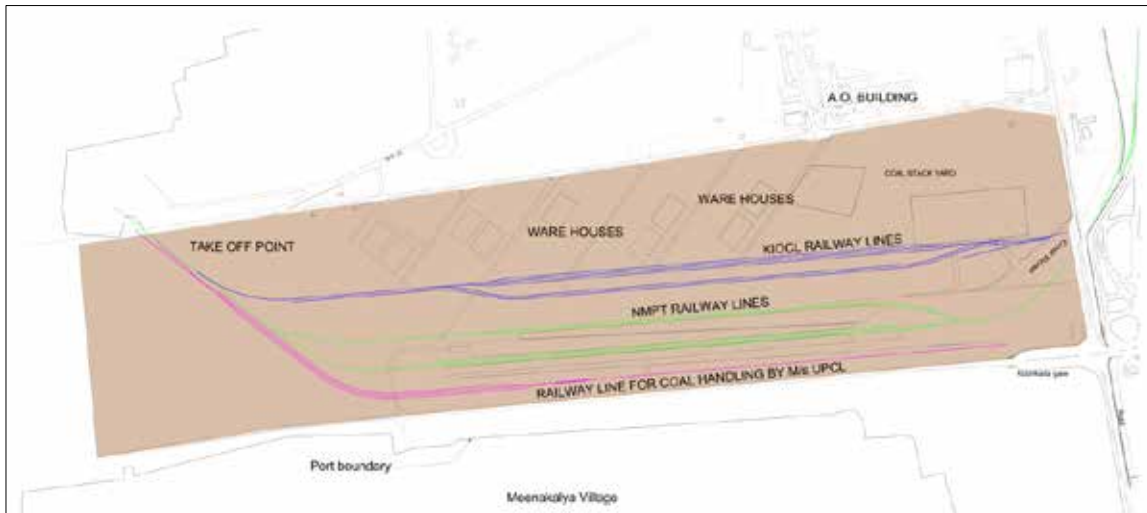 A.O. BUILDING
COAL STACK YARD
WARE HOUSES
WARE HOUSES
TAKE OFF POINT
KIOCL RAILWAY LINES
NMPT RAILWAY LINES
RAILWAY LINE FOR COAL HANDLING BY M/s UPCL
Port boundary
Meenakaliya Village